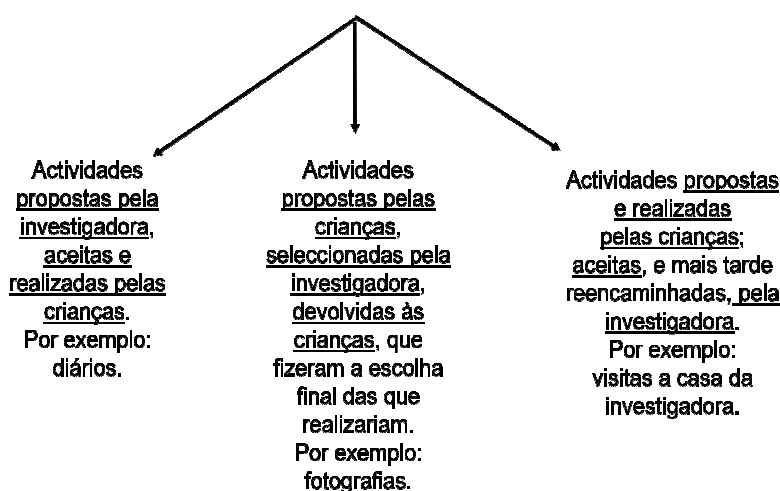 Actividades
propostas pela
investigadora,
aceitas e
realizadas pelas
crianças.
Por exemplo:
diários.
Actividades
propostas pelas
crianças,
seleccionadas pela
investigadora,
devolvidas às
crianças, que
fizeram a escolha
final das que
realizariam.
Por exemplo:
fotografias.
Actividades propostas
e realizadas
pelas crianças;
aceitas, e mais tarde
reencaminhadas, pela
investigadora.
Por exemplo:
visitas a casa da
investigadora.